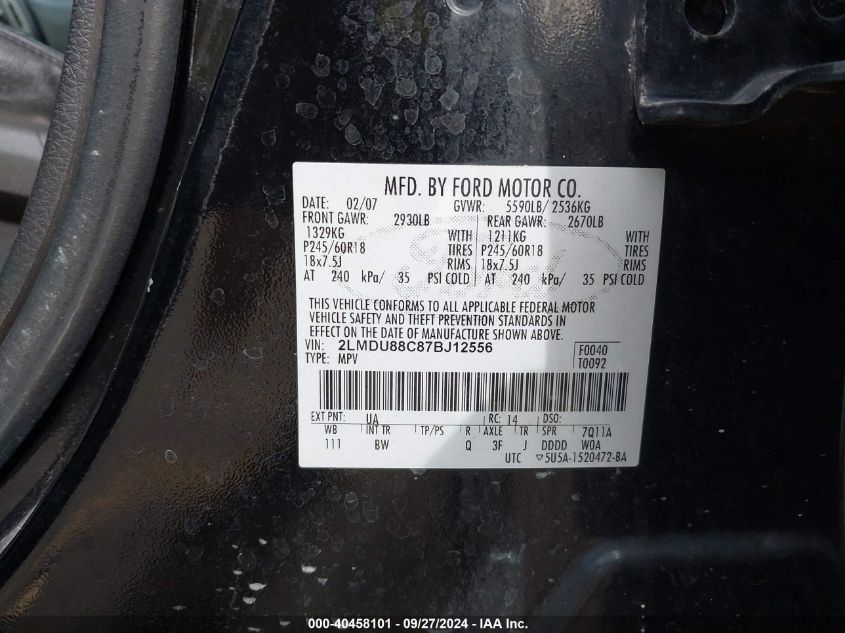 MFD. BY FORD MOTOR CO.
DATE: 02/07 GVWR: 5590LB/ 2536KG
FRONT GAWR: 2930LB REAR GAWR: 2670LB
1329KG WITH 1211KG WITH
P245/60R18 TIRES P245/60R18 TIRES
18x7.5J RIMS 18x7.5J RIMS
AT 240 kPa/ 35 PSI COLD AT 240 kPa/ 35 PSI COLD
THIS VEHICLE CONFORMS TO ALL APPLICABLE FEDERAL MOTOR
VEHICLE SAFETY AND THEFT PREVENTION STANDARDS IN
EFFECT ON THE DATE OF MANUFACTURE SHOWN ABOVE.
VIN: 2LMDU88C87BJ12556 F0040
TYPE: MPV T0092
EXT PNT: UA RC: 14 DSO:
WB INT TR TP/PS R AXLE TR SPR 7Q11A
111 BW Q 3F J DDDD WOA
UTC ▽5U5A-1520472-BA
000-40458101 - 09/27/2024 - IAA Inc.